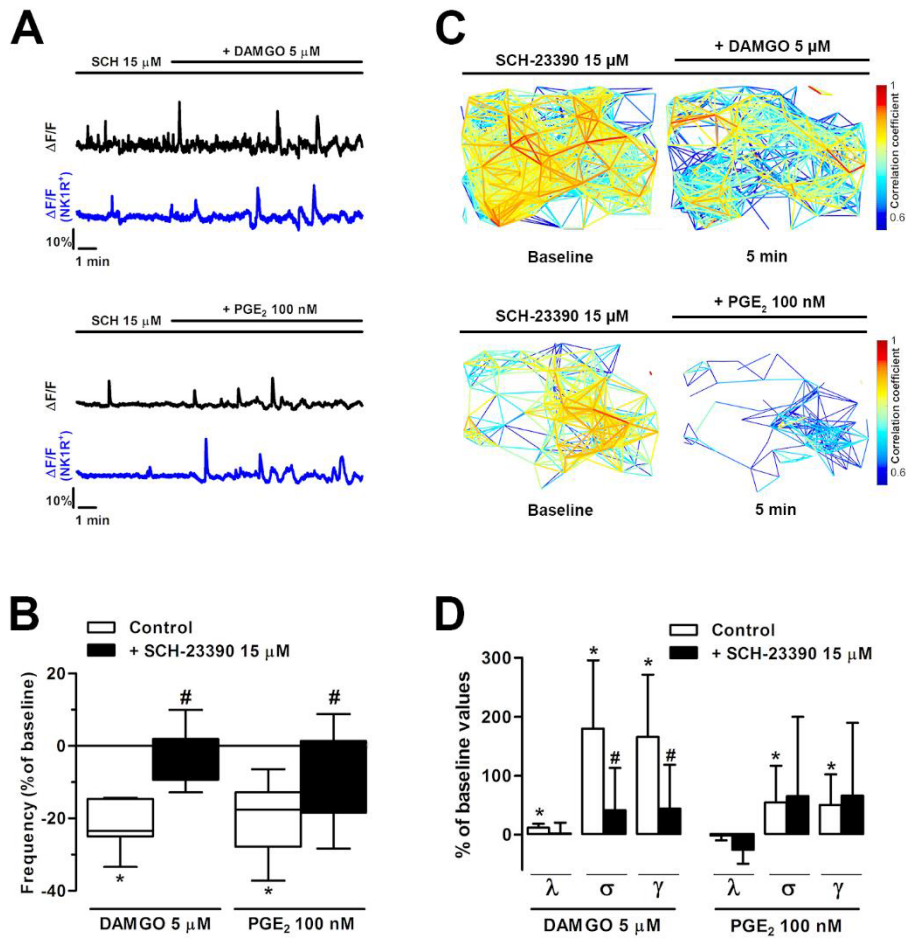 A
SCH 15 μM
+ DAMGO 5 μM
ΔF/F
ΔF/F
(NK1R+)
10%
1 min
SCH 15 μM
+ PGE2 100 nM
ΔF/F
ΔF/F
(NK1R+)
10%
1 min
C
SCH-23390 15 μM
+ DAMGO 5 μM
1
Correlation coefficient
0.6
Baseline
5 min
SCH-23390 15 μM
+ PGE2 100 nM
1
Correlation coefficient
0.6
Baseline
5 min
B
Control
+ SCH-23390 15 μM
Frequency (% of baseline)
20
0
-20
-40
#
#
*
*
DAMGO 5 μM
PGE2 100 nM
D
Control
+ SCH-23390 15 μM
% of baseline values
300
200
100
0
*
*
#
*
#
*
*
λ
σ
γ
λ
σ
γ
DAMGO 5 μM
PGE2 100 nM